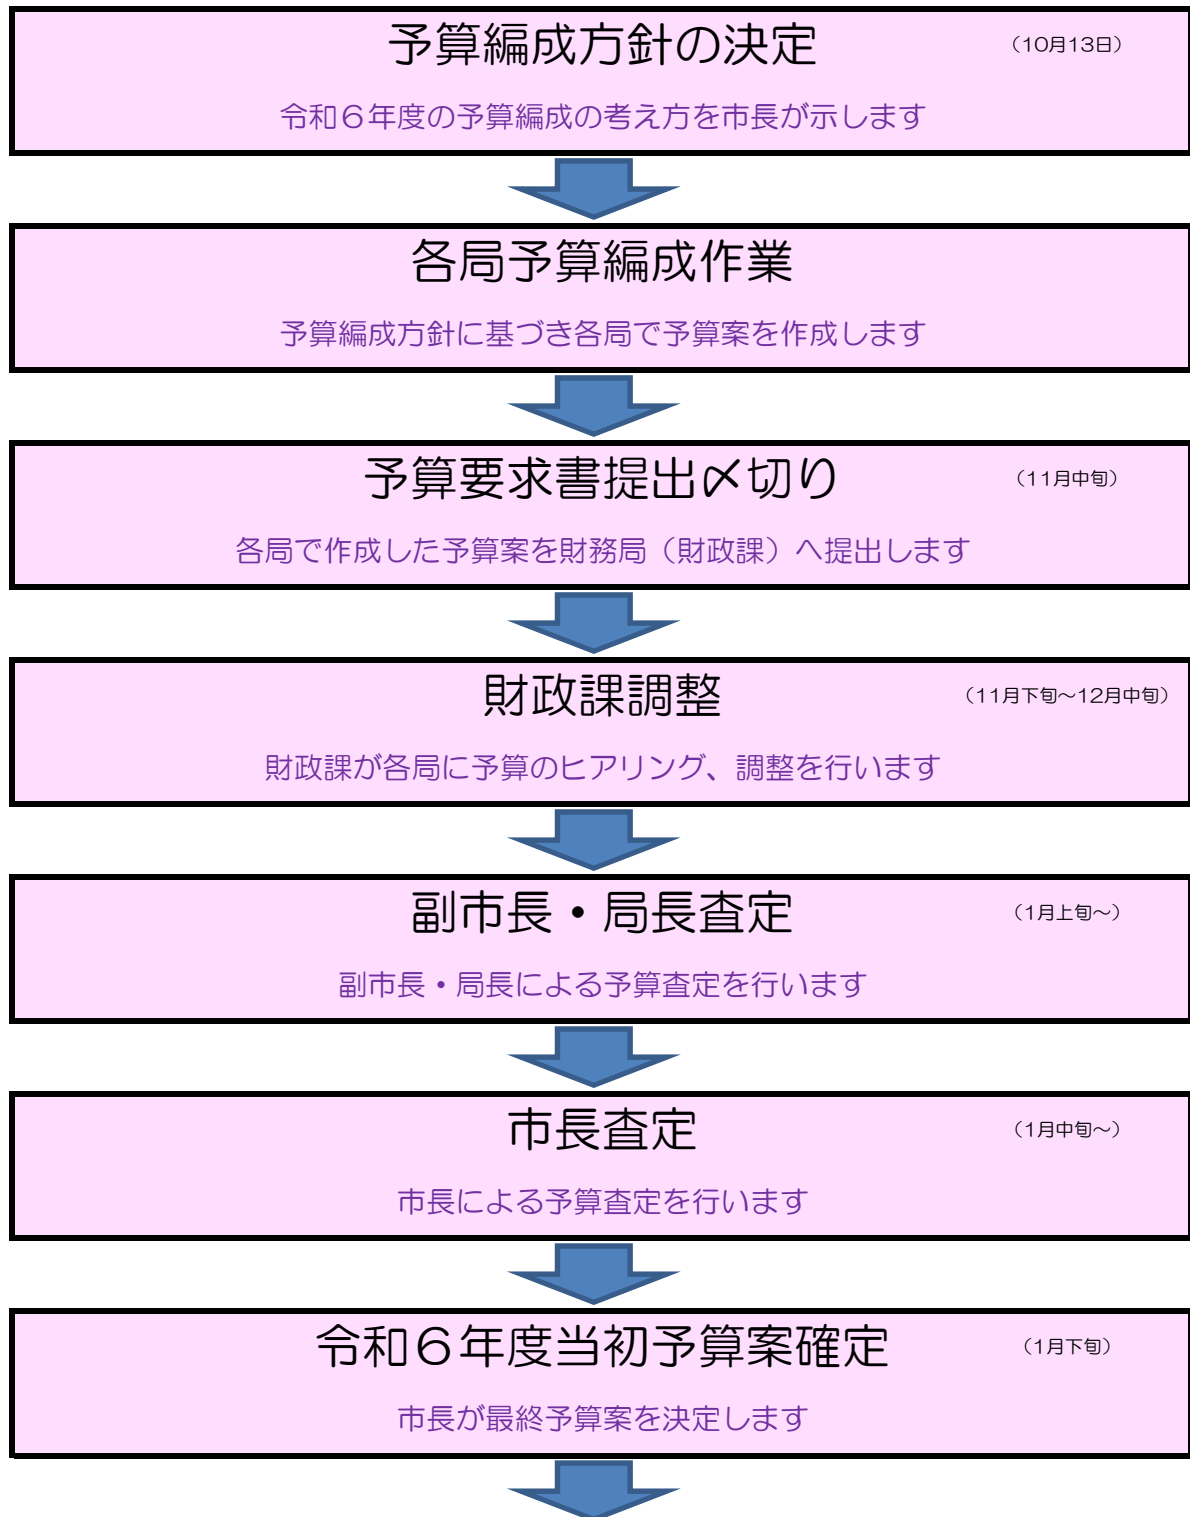 予算編成方針の決定 （10月13日）
令和６年度の予算編成の考え方を市長が示します
各局予算編成作業
予算編成方針に基づき各局で予算案を作成します
予算要求書提出〆切り （11月中旬）
各局で作成した予算案を財務局（財政課）へ提出します
財政課調整 （11月下旬～12月中旬）
財政課が各局に予算のヒアリング、調整を行います
副市長・局長査定 （1月上旬～）
副市長・局長による予算査定を行います
市長査定 （1月中旬～）
市長による予算査定を行います
令和６年度当初予算案確定 （1月下旬）
市長が最終予算案を決定します